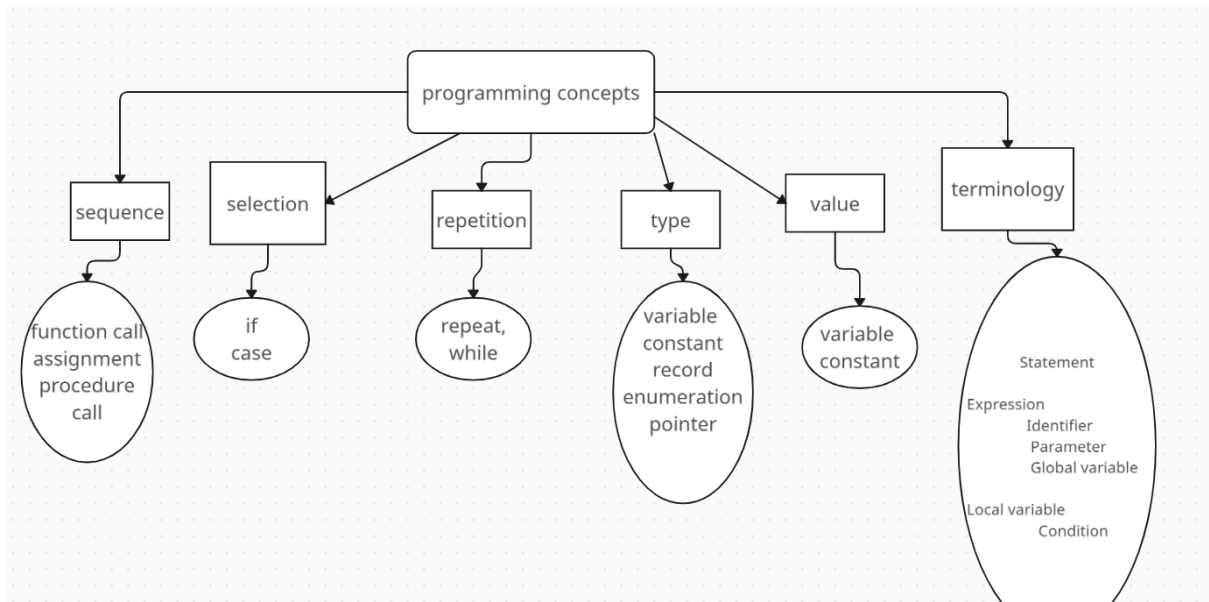 programming concepts
sequence
selection
repetition
type
value
terminology
function call
assignment
procedure
call
if
case
repeat,
while
variable
constant
record
enumeration
pointer
variable
constant
Statement
Expression
Identifier
Parameter
Global variable
Local variable
Condition